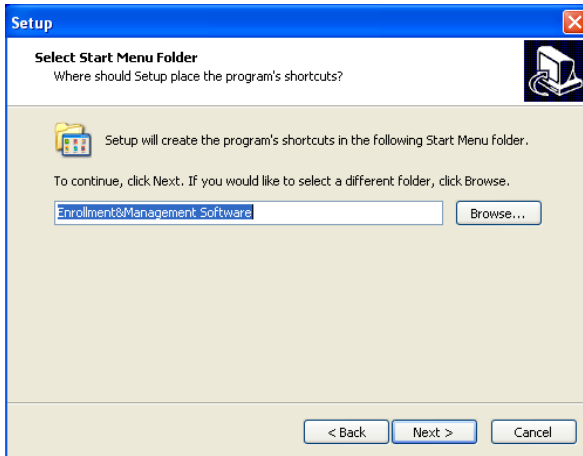 Setup
Select Start Menu Folder
Where should Setup place the program's shortcuts?
Setup will create the program's shortcuts in the following Start Menu folder.
To continue, click Next. If you would like to select a different folder, click Browse.
Enrollment&Management Software
Browse...
< Back
Next >
Cancel